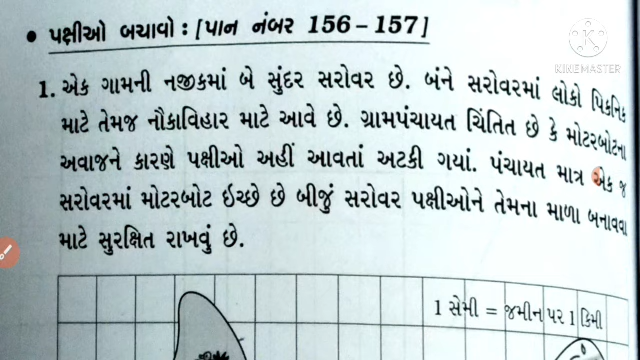 • પક્ષીઓ બચાવો : [પાન નંબર 156 – 157]
KINEMASTER
1. એક ગામની નજીકમાં બે સુંદર સરોવર છે. બંને સરોવરમાં લોકો પિકનિક
માટે તેમજ નૌકાવિહાર માટે આવે છે. ગ્રામપંચાયત ચિંતિત છે કે મોટરબોટના
અવાજને કારણે પક્ષીઓ અહીં આવતાં અટકી ગયાં. પંચાયત માત્ર એક જ
સરોવરમાં મોટરબોટ ઇચ્છે છે બીજું સરોવર પક્ષીઓને તેમના માળા બનાવવા
માટે સુરક્ષિત રાખવું છે.
1 સેમી = જમીન પર 1 કિમી